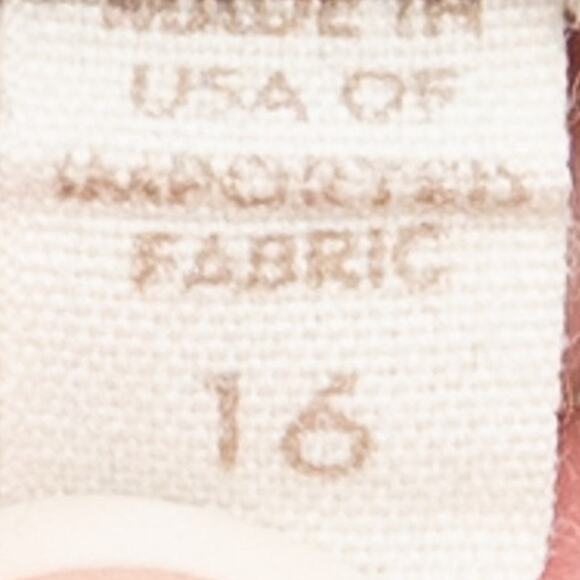 MADE IN
USA OF
IMPORTED
FABRIC
16